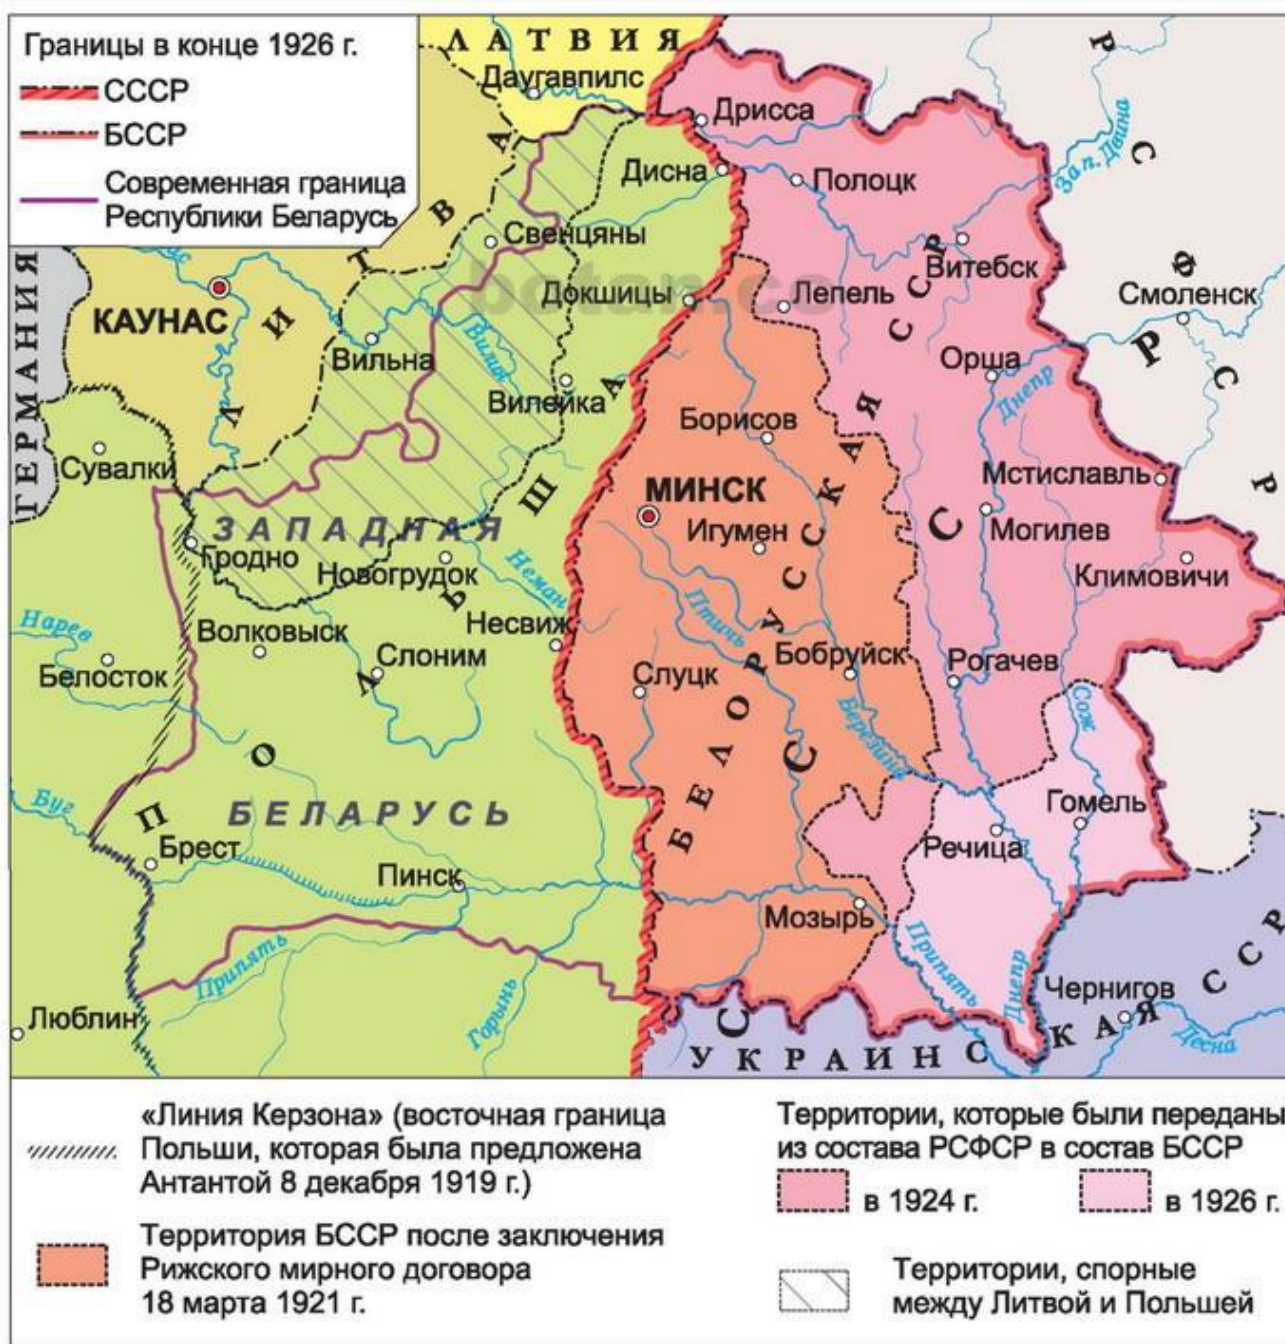 Границы в конце 1926 г.
СССР
БССР
Современная граница
Республики Беларусь
ЛАТВИЯ
Даугавпилс
Дрисса
Дисна
Полоцк
Зап. Двина
РСФСР
ЛИТВА
Свенцяны
Витебск
botan.cc
Докшицы
Лепель
Смоленск
ГЕРМАНИЯ
КАУНАС
Вильна
Вилия
Орша
Днепр
Вилейка
Борисов
Сувалки
Мстиславль
МИНСК
ЗАПАДНАЯ
Игумен
Могилев
Гродно
Новогрудок
Неман
Климовичи
Нарев
Птичь
Волковыск
Несвиж
Белосток
Слоним
Слуцк
Бобруйск
Рогачев
Сож
ПОЛЬША
БЕЛОРУССКАЯ ССР
Березина
СССР
Буг
БЕЛАРУСЬ
Гомель
Брест
Речица
Пинск
Мозырь
Припять
Припять
Днепр
Горынь
Чернигов
Люблин
Десна
УКРАИНСКАЯ ССР
«Линия Керзона» (восточная граница
Польши, которая была предложена
Антантой 8 декабря 1919 г.)
Территория БССР после заключения
Рижского мирного договора
18 марта 1921 г.
Территории, которые были переданы
из состава РСФСР в состав БССР
в 1924 г.
в 1926 г.
Территории, спорные
между Литвой и Польшей